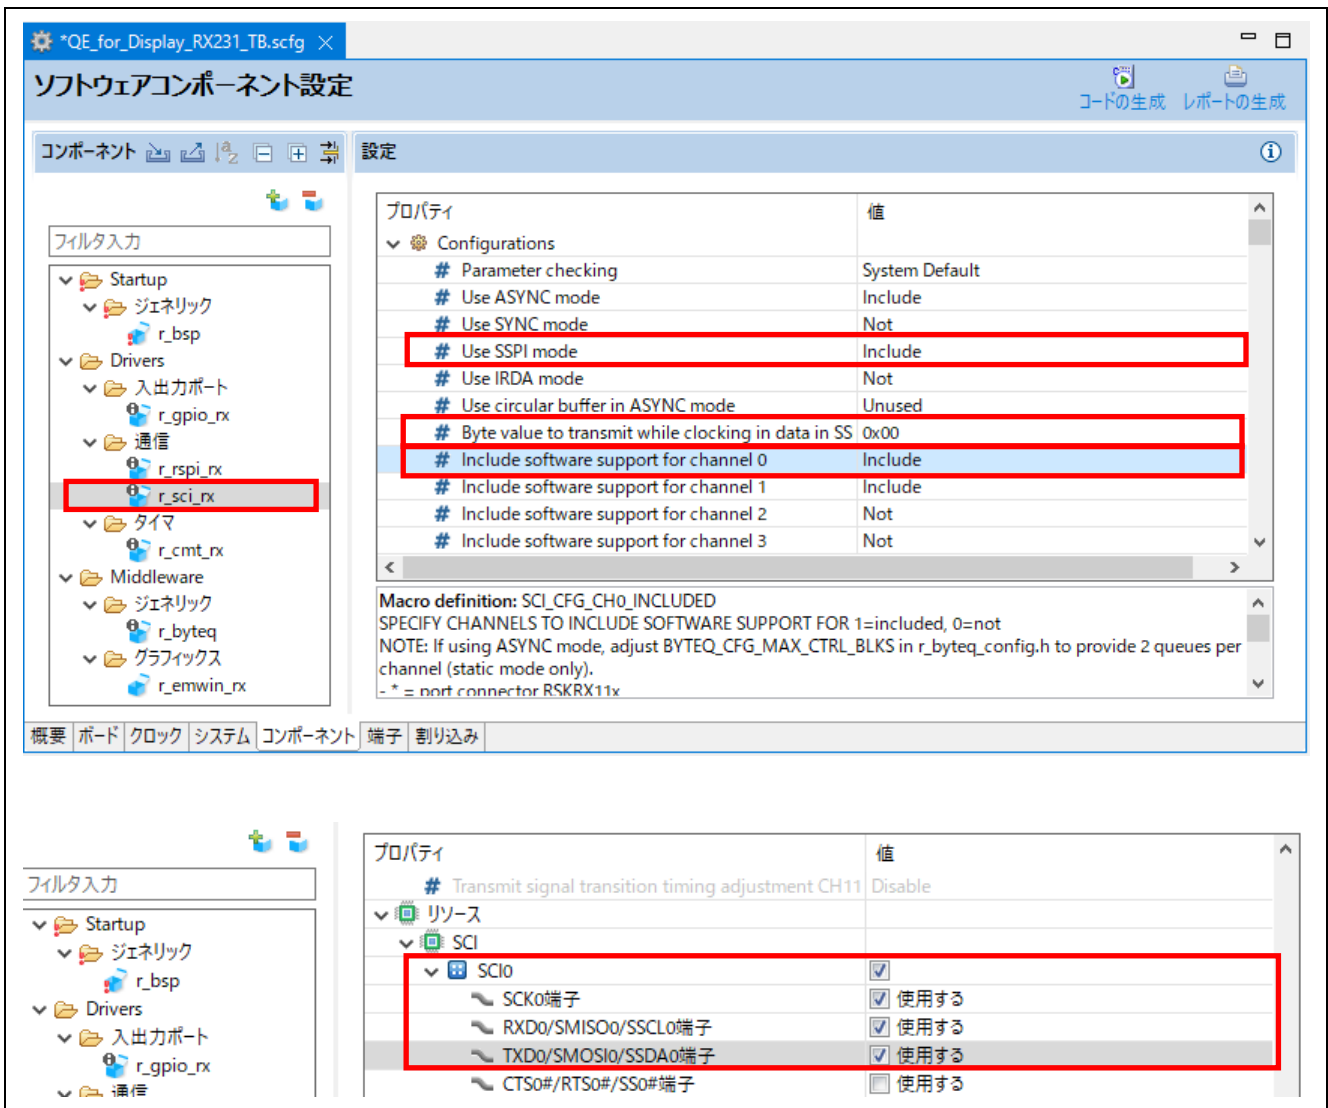 *QE_for_Display_RX231_TB.scfg
ソフトウェアコンポーネント設定
コードの生成 レポートの生成
コンポーネント
設定
フィルタ入力
Startup
ジェネリック
r_bsp
Drivers
入出力ポート
r_gpio_rx
通信
r_rspi_rx
r_sci_rx
タイマ
r_cmt_rx
Middleware
ジェネリック
r_byteq
グラフィックス
r_emwin_rx
プロパティ 値
Configurations
# Parameter checking System Default
# Use ASYNC mode Include
# Use SYNC mode Not
# Use SSPI mode Include
# Use IRDA mode Not
# Use circular buffer in ASYNC mode Unused
# Byte value to transmit while clocking in data in SS 0x00
# Include software support for channel 0 Include
# Include software support for channel 1 Include
# Include software support for channel 2 Not
# Include software support for channel 3 Not
Macro definition: SCI_CFG_CH0_INCLUDED
SPECIFY CHANNELS TO INCLUDE SOFTWARE SUPPORT FOR 1=included, 0=not
NOTE: If using ASYNC mode, adjust BYTEQ_CFG_MAX_CTRL_BLKS in r_byteq_config.h to provide 2 queues per
channel (static mode only).
- * = port connector RSKRX11x
概要 ボード クロック システム コンポーネント 端子 割り込み
フィルタ入力
Startup
ジェネリック
r_bsp
Drivers
入出力ポート
r_gpio_rx
通信
プロパティ 値
# Transmit signal transition timing adjustment CH11 Disable
リソース
SCI
SCI0
SCK0端子 使用する
RXD0/SMISO0/SSCL0端子 使用する
TXD0/SMOSI0/SSDA0端子 使用する
CTS0#/RTS0#/SS0#端子 使用する